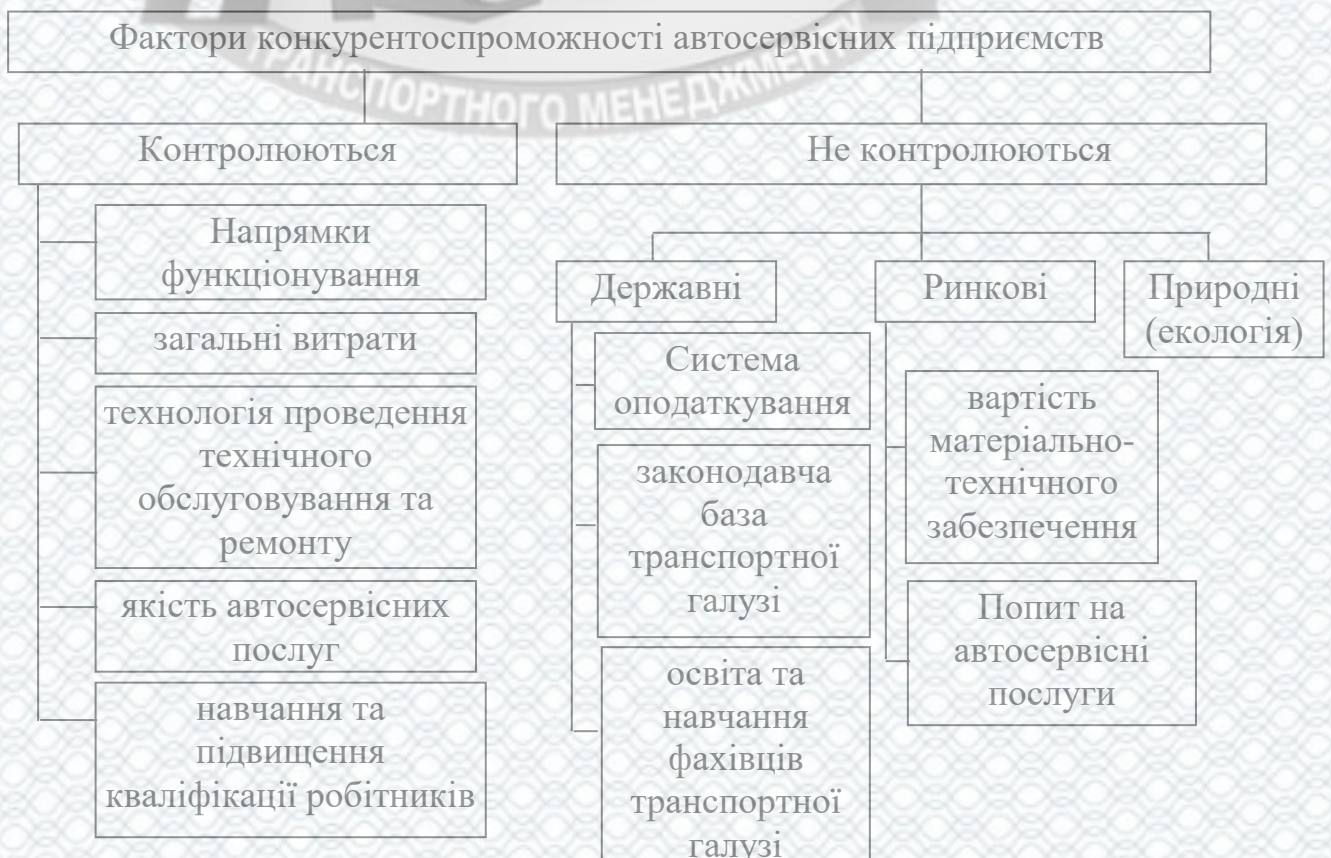 Фактори конкурентоспроможності автосервісних підприємств
ТРАНСПОРТНОГО МЕНЕДЖМЕНТ
Контролюються
Не контролюються
Напрямки
функціонування
загальні витрати
технологія проведення
технічного
обслуговування та
ремонту
якість автосервісних
послуг
навчання та
підвищення
кваліфікації робітників
Державні
Система
оподаткування
законодавча
база
транспортної
галузі
освіта та
навчання
фахівців
транспортної
галузі
Ринкові
вартість
матеріально-
технічного
забезпечення
Попит на
автосервісні
послуги
Природні
(екологія)